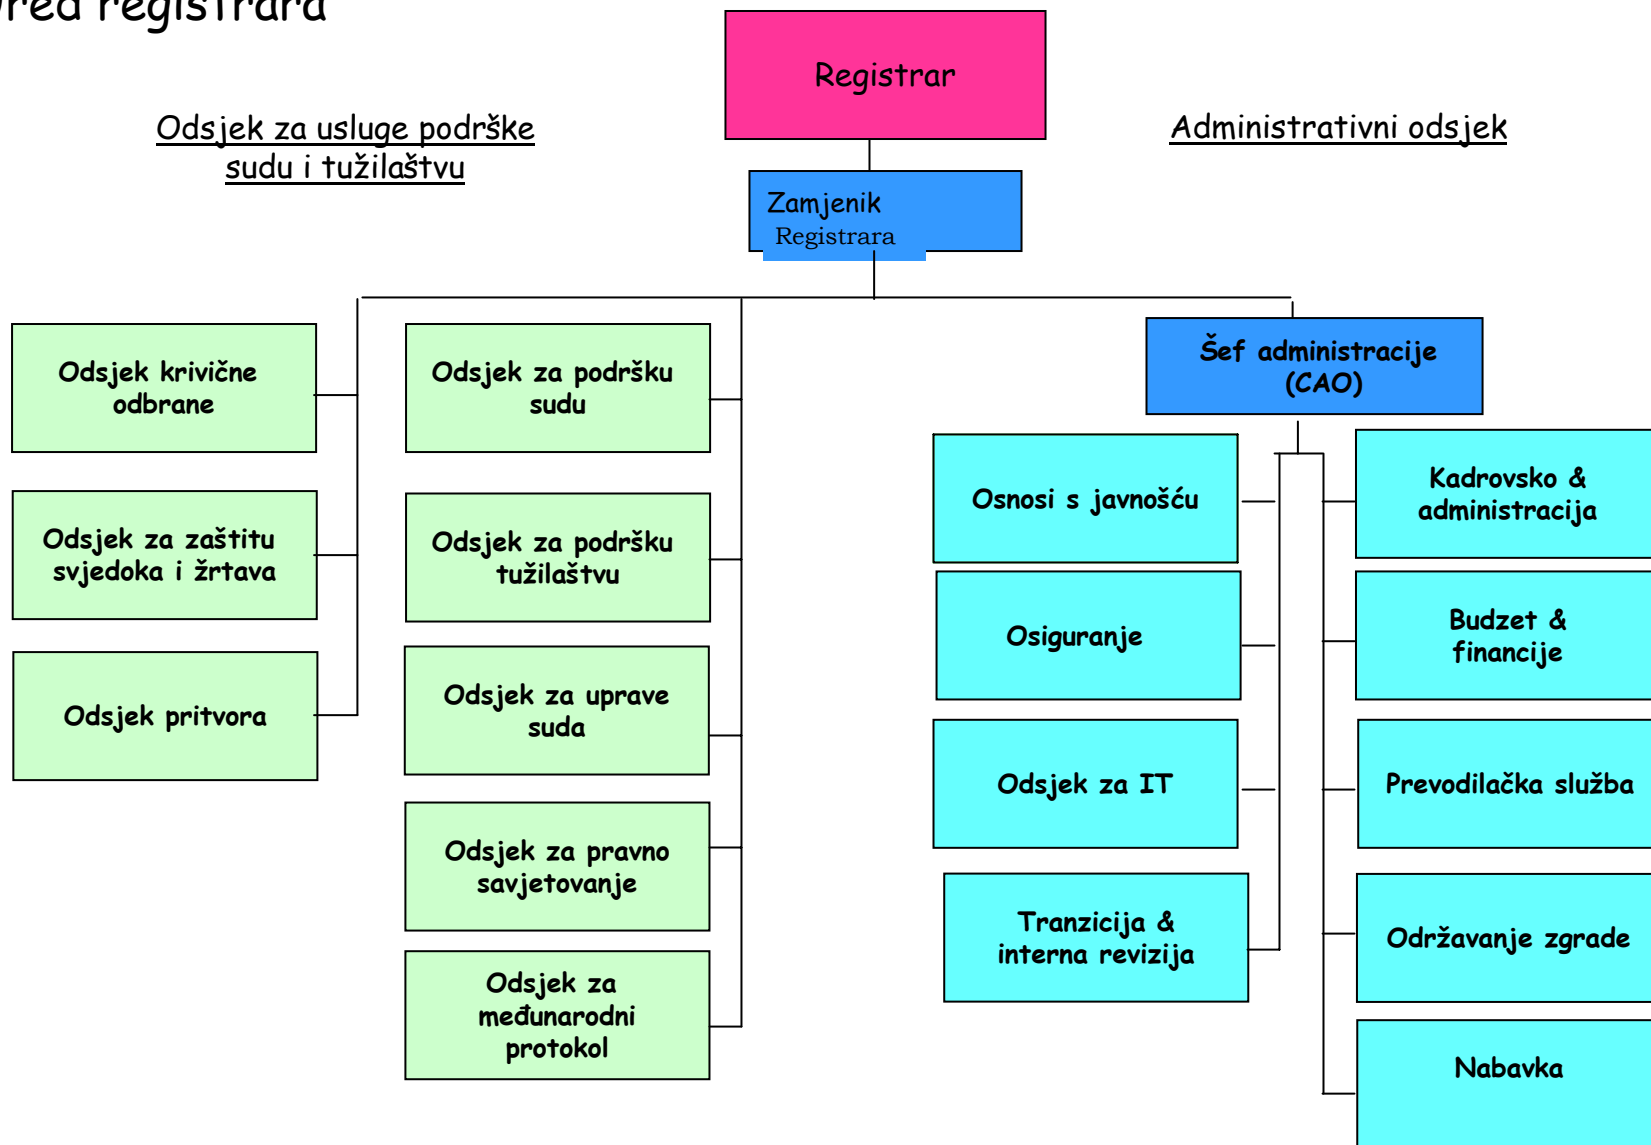 Ured registrara
Registrar
Odsjek za usluge podrške
sudu i tužilaštvu
Administrativni odsjek
Zamjenik
Registrara
Odsjek krivične
odbrane
Odsjek za zaštitu
svjedoka i žrtava
Odsjek pritvora
Odsjek za podršku
sudu
Odsjek za podršku
tužilaštvu
Odsjek za uprave
suda
Odsjek za pravno
savjetovanje
Odsjek za
međunarodni
protokol
Šef administracije
(CAO)
Osnosi s javnošću
Osiguranje
Odsjek za IT
Tranzicija &
interna revizija
Kadrovsko &
administracija
Budzet &
financije
Prevodilačka služba
Održavanje zgrade
Nabavka